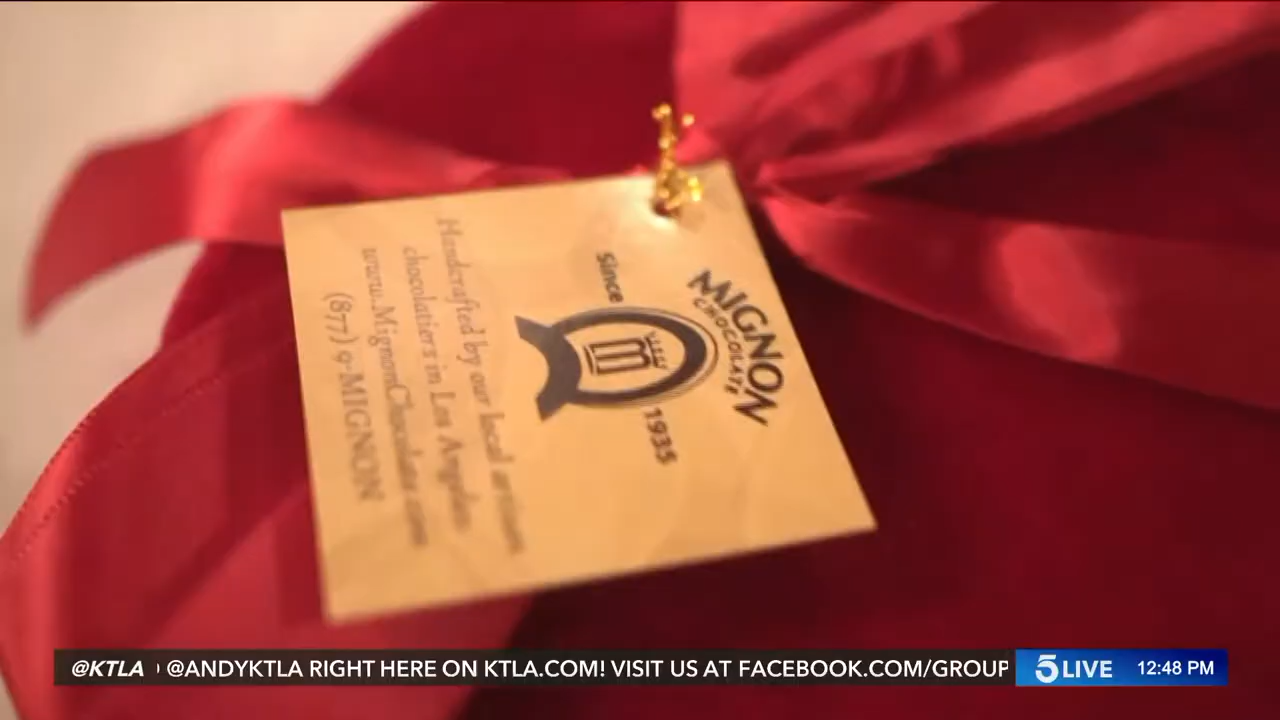 MIGNON
CHOCOLATE
Since 1935
M
Handcrafted by our local artisan
chocolatiers in Los Angeles
www.MignonChocolate.com
(877) 9-MIGNON
@KTLA @ANDYKTLA RIGHT HERE ON KTLA.COM! VISIT US AT FACEBOOK.COM/GROUP
5 LIVE 12:48 PM